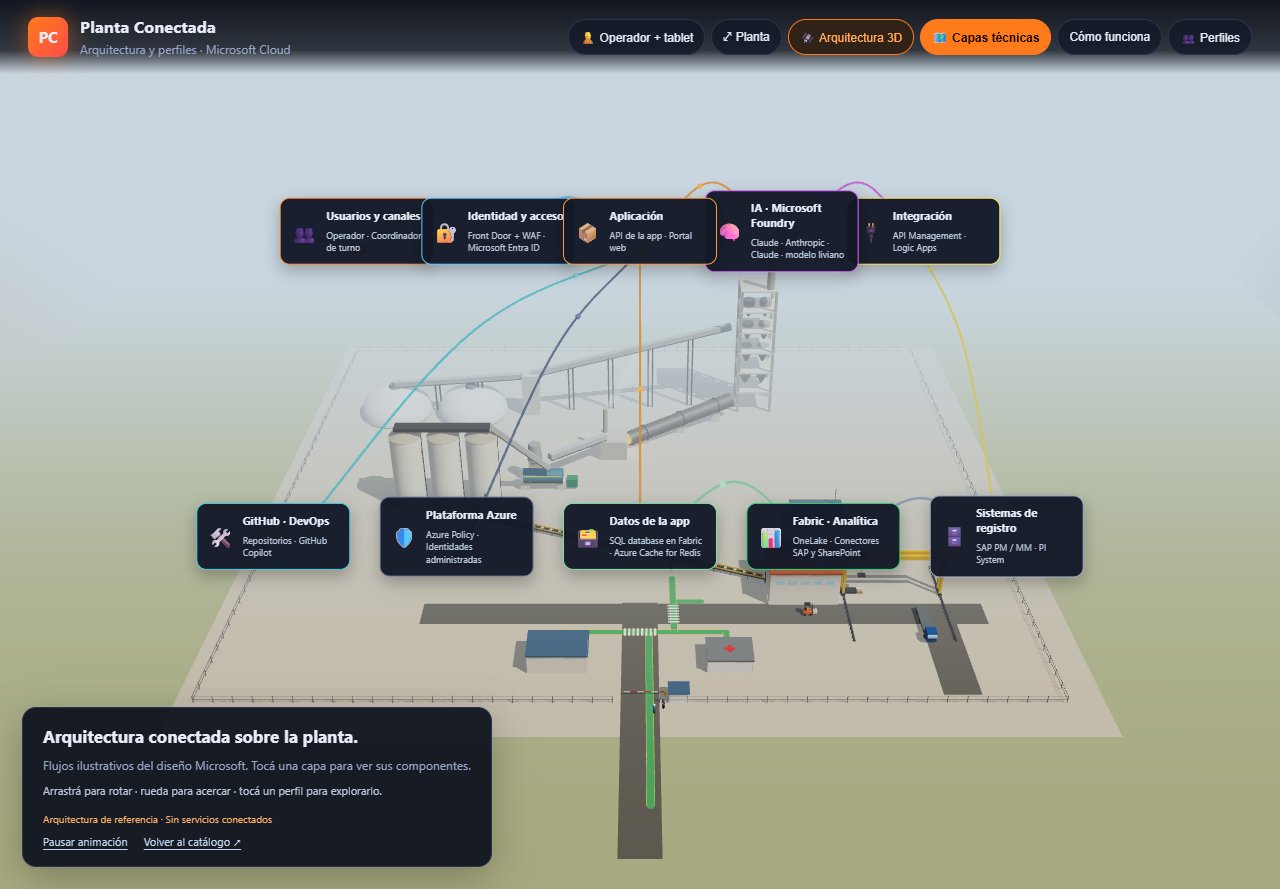 PC
Planta Conectada
Arquitectura y perfiles · Microsoft Cloud
Operador + tablet
⤢ Planta
Arquitectura 3D
Capas técnicas
Cómo funciona
Perfiles
Usuarios y canales
Operador · Coordinador
de turno
Identidad y acceso
Front Door + WAF ·
Microsoft Entra ID
Aplicación
API de la app · Portal
web
IA · Microsoft
Foundry
Claude · Anthropic ·
Claude · modelo liviano
Integración
API Management ·
Logic Apps
GitHub · DevOps
Repositorios · GitHub
Copilot
Plataforma Azure
Azure Policy ·
Identidades
administradas
Datos de la app
SQL database en Fabric
· Azure Cache for Redis
Fabric · Analítica
OneLake · Conectores
SAP y SharePoint
Sistemas de
registro
SAP PM / MM · PI
System
Arquitectura conectada sobre la planta.
Flujos ilustrativos del diseño Microsoft. Tocá una capa para ver sus componentes.
Arrastrá para rotar · rueda para acercar · tocá un perfil para explorarlo.
Arquitectura de referencia · Sin servicios conectados
Pausar animación
Volver al catálogo ↗